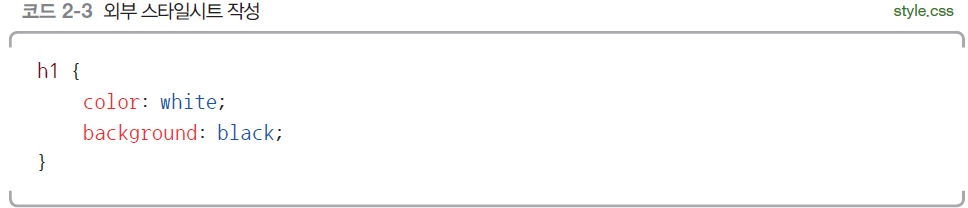 코드 2-3 외부 스타일시트 작성 style.css
h1 {
    color: white;
    background: black;
}